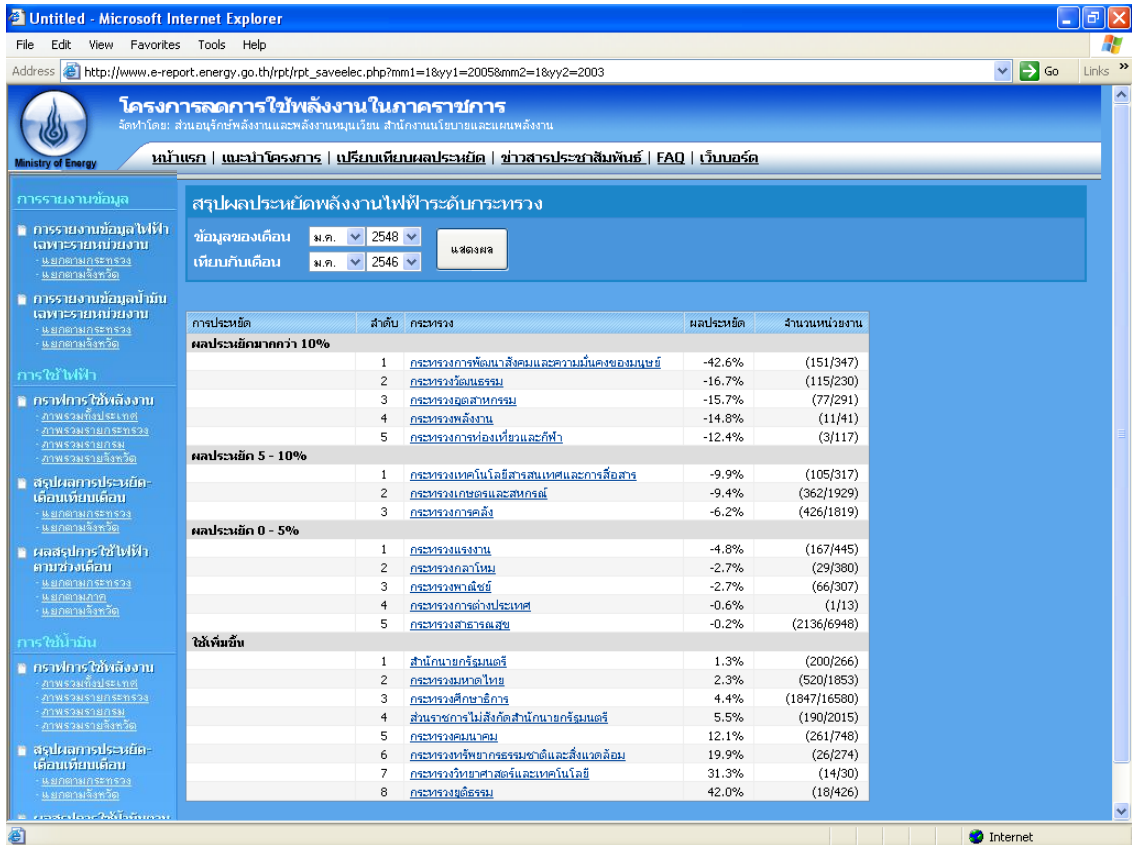 Untitled - Microsoft Internet Explorer
File Edit View Favorites Tools Help
Address http://www.e-report.energy.go.th/rpt/rpt_saveelec.php?mm1=1&yy1=2005&mm2=1&yy2=2003 Go Links »
โครงการลดการใช้พลังงานในภาคราชการ
จัดทำโดย: ส่วนอนุรักษ์พลังงานและพลังงานหมุนเวียน สำนักงานนโยบายและแผนพลังงาน
Ministry of Energy
หน้าแรก | แนะนำโครงการ | เปรียบเทียบผลประหยัด | ข่าวสารประชาสัมพันธ์ | FAQ | เว็บบอร์ด
การรายงานข้อมูล
การรายงานข้อมูลไฟฟ้า
เฉพาะรายหน่วยงาน
- แยกตามกระทรวง
- แยกตามจังหวัด
การรายงานข้อมูลน้ำมัน
เฉพาะรายหน่วยงาน
- แยกตามกระทรวง
- แยกตามจังหวัด
การใช้ไฟฟ้า
กราฟการใช้พลังงาน
- ภาพรวมทั้งประเทศ
- ภาพรวมรายกระทรวง
- ภาพรวมรายกรม
- ภาพรวมรายจังหวัด
สรุปผลการประหยัด-
เดือนเทียบเดือน
- แยกตามกระทรวง
- แยกตามจังหวัด
ผลสรุปการใช้ไฟฟ้า
ตามช่วงเดือน
- แยกตามกระทรวง
- แยกตามภาค
- แยกตามจังหวัด
การใช้น้ำมัน
กราฟการใช้พลังงาน
- ภาพรวมทั้งประเทศ
- ภาพรวมรายกระทรวง
- ภาพรวมรายกรม
- ภาพรวมรายจังหวัด
สรุปผลการประหยัด-
เดือนเทียบเดือน
- แยกตามกระทรวง
- แยกตามจังหวัด
สรุปผลประหยัดพลังงานไฟฟ้าระดับกระทรวง
ข้อมูลของเดือน ม.ค. 2548
เทียบกับเดือน ม.ค. 2546
แสดงผล
การประหยัด ลำดับ กระทรวง ผลประหยัด จำนวนหน่วยงาน
ผลประหยัดมากกว่า 10%
1 กระทรวงการพัฒนาสังคมและความมั่นคงของมนุษย์ -42.6% (151/347)
2 กระทรวงวัฒนธรรม -16.7% (115/230)
3 กระทรวงอุตสาหกรรม -15.7% (77/291)
4 กระทรวงพลังงาน -14.8% (11/41)
5 กระทรวงการท่องเที่ยวและกีฬา -12.4% (3/117)
ผลประหยัด 5 - 10%
1 กระทรวงเทคโนโลยีสารสนเทศและการสื่อสาร -9.9% (105/317)
2 กระทรวงเกษตรและสหกรณ์ -9.4% (362/1929)
3 กระทรวงการคลัง -6.2% (426/1819)
ผลประหยัด 0 - 5%
1 กระทรวงแรงงาน -4.8% (167/445)
2 กระทรวงกลาโหม -2.7% (29/380)
3 กระทรวงพาณิชย์ -2.7% (66/307)
4 กระทรวงการต่างประเทศ -0.6% (1/13)
5 กระทรวงสาธารณสุข -0.2% (2136/6948)
ใช้เพิ่มขึ้น
1 สำนักนายกรัฐมนตรี 1.3% (200/266)
2 กระทรวงมหาดไทย 2.3% (520/1853)
3 กระทรวงศึกษาธิการ 4.4% (1847/16580)
4 ส่วนราชการไม่สังกัดสำนักนายกรัฐมนตรี 5.5% (190/2015)
5 กระทรวงคมนาคม 12.1% (261/748)
6 กระทรวงทรัพยากรธรรมชาติและสิ่งแวดล้อม 19.9% (26/274)
7 กระทรวงวิทยาศาสตร์และเทคโนโลยี 31.3% (14/30)
8 กระทรวงยุติธรรม 42.0% (18/426)
Internet